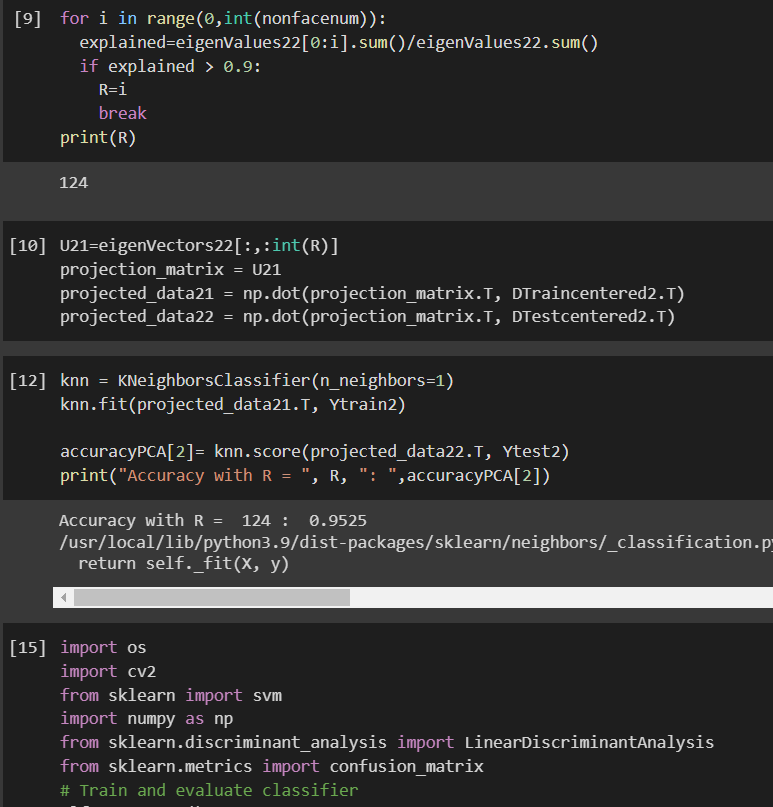 [9] for i in range(0,int(nonfacenum)):
explained=eigenValues22[0:i].sum()/eigenValues22.sum()
if explained > 0.9:
R=i
break
print(R)
124
[10] U21=eigenVectors22[:,:int(R)]
projection_matrix = U21
projected_data21 = np.dot(projection_matrix.T, DTraincentered2.T)
projected_data22 = np.dot(projection_matrix.T, DTestcentered2.T)
[12] knn = KNeighborsClassifier(n_neighbors=1)
knn.fit(projected_data21.T, Ytrain2)
accuracyPCA[2]= knn.score(projected_data22.T, Ytest2)
print("Accuracy with R = ", R, ": ",accuracyPCA[2])
Accuracy with R =  124 :  0.9525
/usr/local/lib/python3.9/dist-packages/sklearn/neighbors/_classification.py
return self._fit(X, y)
[15] import os
import cv2
from sklearn import svm
import numpy as np
from sklearn.discriminant_analysis import LinearDiscriminantAnalysis
from sklearn.metrics import confusion_matrix
# Train and evaluate classifier